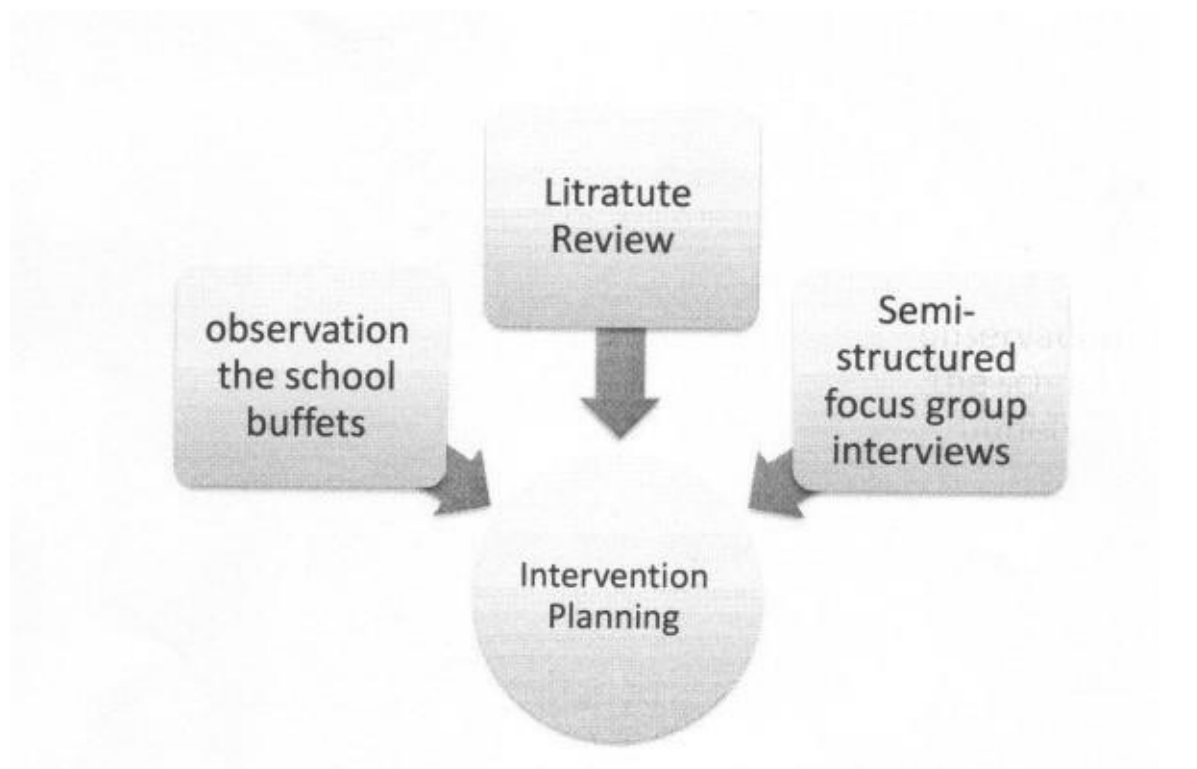 Litratute
Review
observation
the school
buffets
Semi-
structured
focus group
interviews
Intervention
Planning